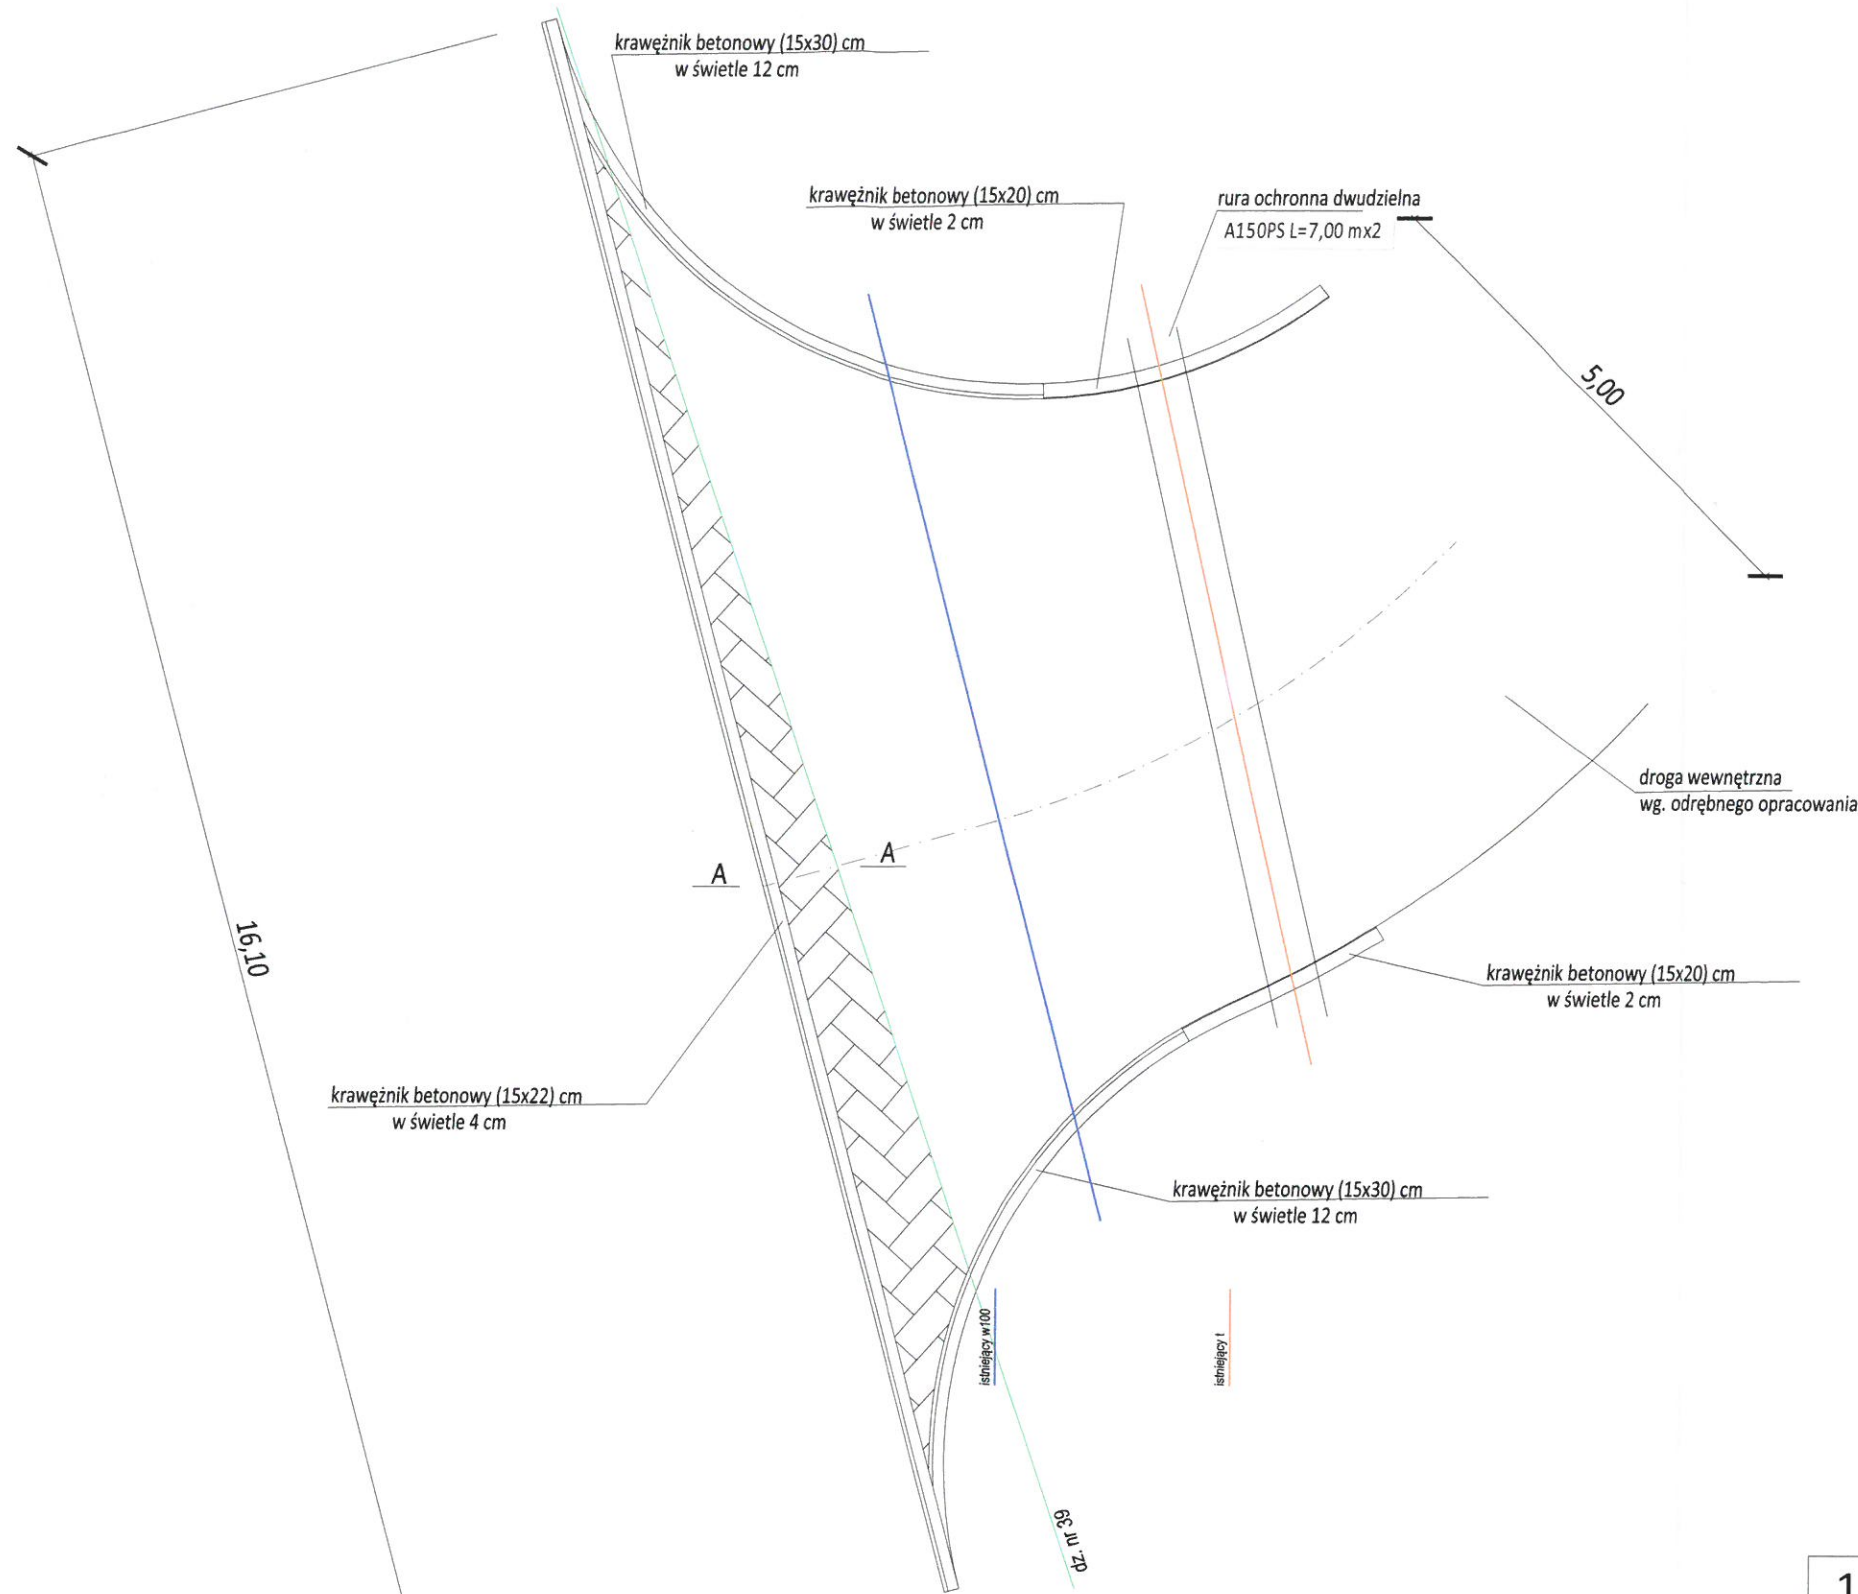 krawężnik betonowy (15x30) cm
w świetle 12 cm
krawężnik betonowy (15x20) cm
w świetle 2 cm
rura ochronna dwudzielna
A150PS L=7,00 mx2
5,00
droga wewnętrzna
wg. odrębnego opracowania
A
A
16,10
krawężnik betonowy (15x20) cm
w świetle 2 cm
krawężnik betonowy (15x22) cm
w świetle 4 cm
krawężnik betonowy (15x30) cm
w świetle 12 cm
istniejący w100
istniejący t
dz. nr 39
1